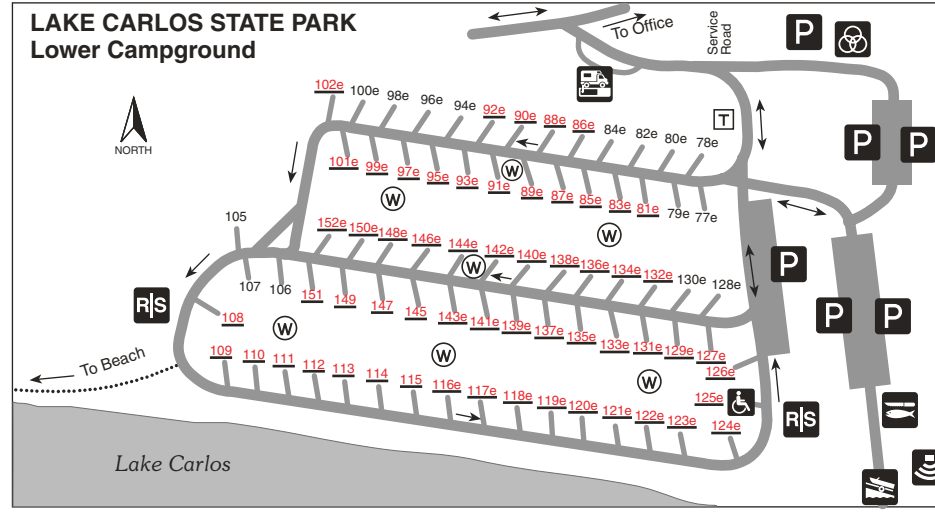 LAKE CARLOS STATE PARK
Lower Campground
To Office
Service
Road
P
T
NORTH
102e 100e 98e 96e 94e 92e 90e 88e 86e 84e 82e 80e 78e
P P
101e 99e 97e 95e 93e 91e 89e 87e 85e 83e 81e 79e 77e
W
W
W
105
152e 150e 148e 146e 144e 142e 140e 138e 136e 134e 132e 130e 128e
W
P
107 106 151 149 147 145 143e 141e 139e 137e 135e 133e 131e 129e 127e
126e
R|S
108
P P
W
W
W
To Beach
109 110 111 112 113 114 115 116e 117e 118e 119e 120e 121e 122e 123e 124e
125e
R|S
Lake Carlos